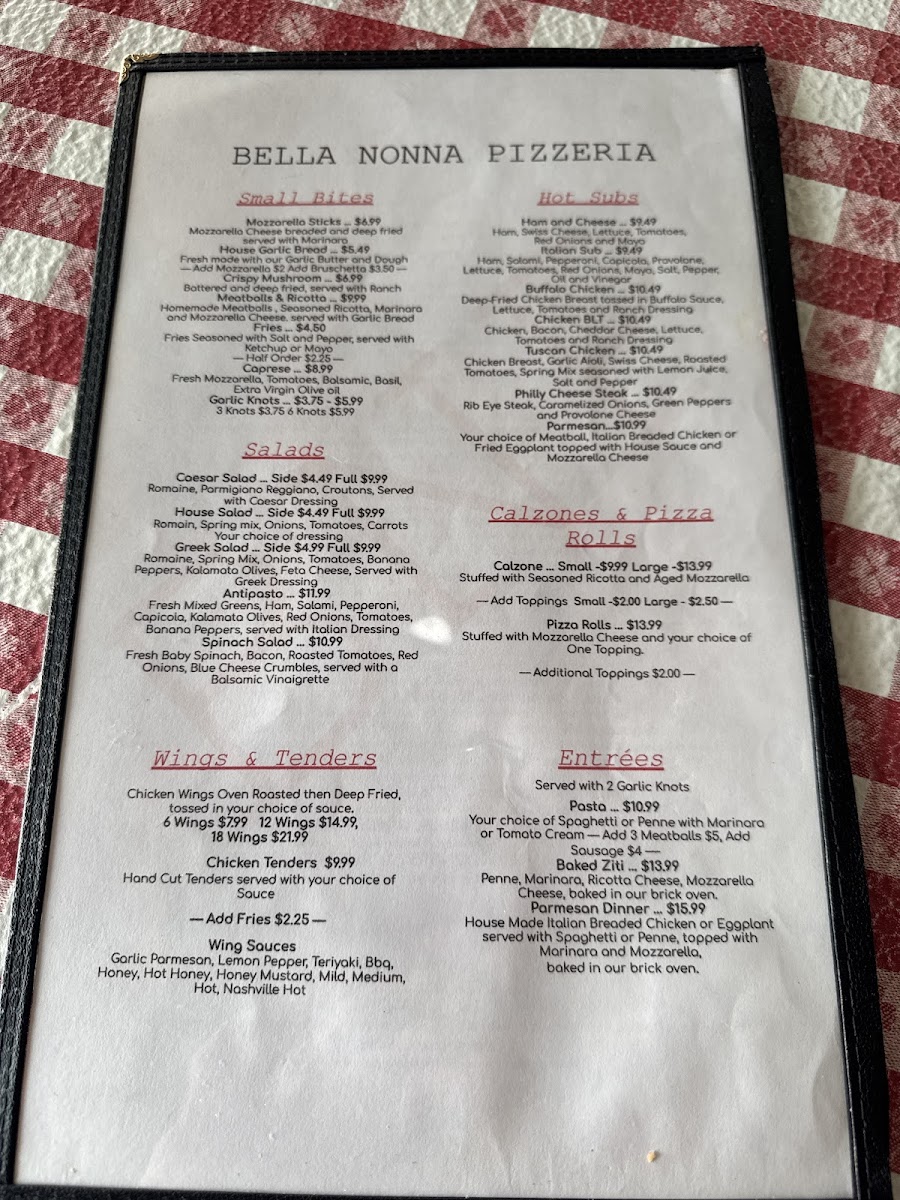 BELLA NONNA PIZZERIA
Small Bites
Mozzarella Sticks ... $6.99
Mozzarella Cheese breaded and deep fried
served with Marinara
House Garlic Bread ... $5.49
Fresh made with our Garlic Butter and Dough
— Add Mozzarella $2 Add Bruschetta $3.50 —
Crispy Mushroom ... $6.99
Battered and deep fried, served with Ranch
Meatballs & Ricotta ... $9.99
Homemade Meatballs , Seasoned Ricotta, Marinara
and Mozzarella Cheese, served with Garlic Bread
Fries ... $4.50
Fries Seasoned with Salt and Pepper, served with
Ketchup or Mayo
— Half Order $2.25 —
Caprese ... $8.99
Fresh Mozzarella, Tomatoes, Balsamic, Basil,
Extra Virgin Olive oil
Garlic Knots ... $3.75 - $5.99
3 Knots $3.75 6 Knots $5.99
Salads
Caesar Salad ... Side $4.49 Full $9.99
Romaine, Parmigiano Reggiano, Croutons, Served
with Caesar Dressing
House Salad ... Side $4.49 Full $9.99
Romain, Spring mix, Onions, Tomatoes, Carrots
Your choice of dressing
Greek Salad ... Side $4.99 Full $9.99
Romaine, Spring Mix, Onions, Tomatoes, Banana
Peppers, Kalamata Olives, Feta Cheese, Served with
Greek Dressing
Antipasto ... $11.99
Fresh Mixed Greens, Ham, Salami, Pepperoni,
Capicola, Kalamata Olives, Red Onions, Tomatoes,
Banana Peppers, served with Italian Dressing
Spinach Salad ... $10.99
Fresh Baby Spinach, Bacon, Roasted Tomatoes, Red
Onions, Blue Cheese Crumbles, served with a
Balsamic Vinaigrette
Wings & Tenders
Chicken Wings Oven Roasted then Deep Fried,
tossed in your choice of sauce.
6 Wings $7.99 12 Wings $14.99,
18 Wings $21.99
Chicken Tenders $9.99
Hand Cut Tenders served with your choice of
Sauce
— Add Fries $2.25 —
Wing Sauces
Garlic Parmesan, Lemon Pepper, Teriyaki, Bbq,
Honey, Hot Honey, Honey Mustard, Mild, Medium,
Hot, Nashville Hot
Hot Subs
Ham and Cheese ... $9.49
Ham, Swiss Cheese, Lettuce, Tomatoes,
Red Onions and Mayo
Italian Sub ... $9.49
Ham, Salami, Pepperoni, Capicola, Provolone,
Lettuce, Tomatoes, Red Onions, Mayo, Salt, Pepper,
Oil and Vinegar
Buffalo Chicken ... $10.49
Deep-Fried Chicken Breast tossed in Buffalo Sauce,
Lettuce, Tomatoes and Ranch Dressing
Chicken BLT ... $10.49
Chicken, Bacon, Cheddar Cheese, Lettuce,
Tomatoes and Ranch Dressing
Tuscan Chicken ... $10.49
Chicken Breast, Garlic Aioli, Swiss Cheese, Roasted
Tomatoes, Spring Mix seasoned with Lemon Juice,
Salt and Pepper
Philly Cheese Steak ... $10.49
Rib Eye Steak, Caramelized Onions, Green Peppers
and Provolone Cheese
Parmesan...$10.99
Your choice of Meatball, Italian Breaded Chicken or
Fried Eggplant topped with House Sauce and
Mozzarella Cheese
Calzones & Pizza
Rolls
Calzone ... Small -$9.99 Large -$13.99
Stuffed with Seasoned Ricotta and Aged Mozzarella
— Add Toppings Small -$2.00 Large - $2.50 —
Pizza Rolls ... $13.99
Stuffed with Mozzarella Cheese and your choice of
One Topping.
— Additional Toppings $2.00 —
Entrées
Served with 2 Garlic Knots
Pasta ... $10.99
Your choice of Spaghetti or Penne with Marinara
or Tomato Cream — Add 3 Meatballs $5, Add
Sausage $4 —
Baked Ziti ... $13.99
Penne, Marinara, Ricotta Cheese, Mozzarella
Cheese, baked in our brick oven.
Parmesan Dinner ... $15.99
House Made Italian Breaded Chicken or Eggplant
served with Spaghetti or Penne, topped with
Marinara and Mozzarella,
baked in our brick oven.